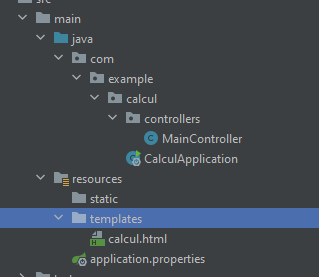 main
java
com
example
calcul
controllers
MainController
CalculApplication
resources
static
templates
calcul.html
application.properties